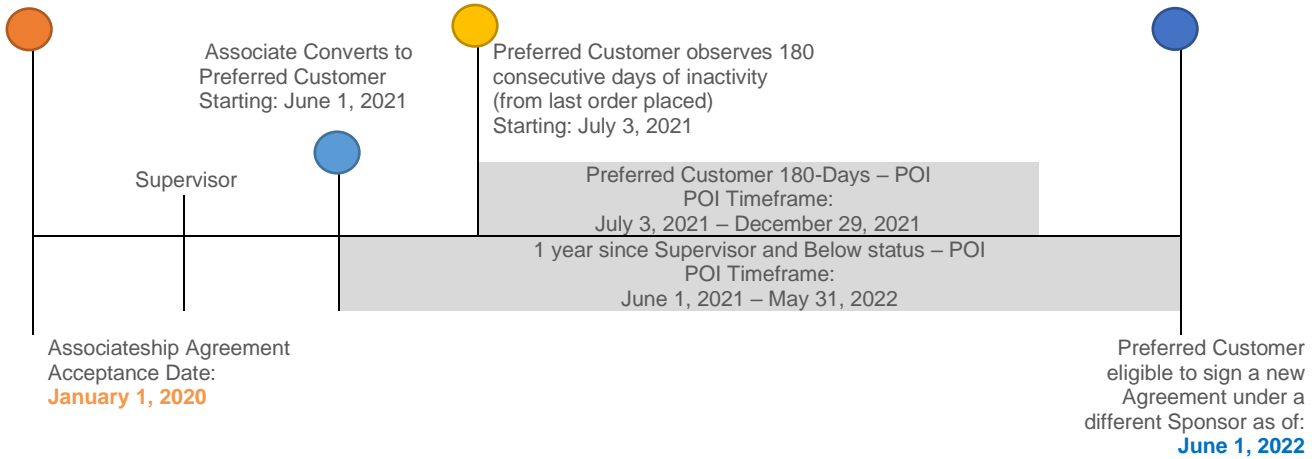 Associate Converts to
Preferred Customer
Starting: June 1, 2021
Preferred Customer observes 180
consecutive days of inactivity
(from last order placed)
Starting: July 3, 2021
Supervisor
Preferred Customer 180-Days – POI
POI Timeframe:
July 3, 2021 – December 29, 2021
1 year since Supervisor and Below status – POI
POI Timeframe:
June 1, 2021 – May 31, 2022
Associateship Agreement
Acceptance Date:
January 1, 2020
Preferred Customer
eligible to sign a new
Agreement under a
different Sponsor as of:
June 1, 2022